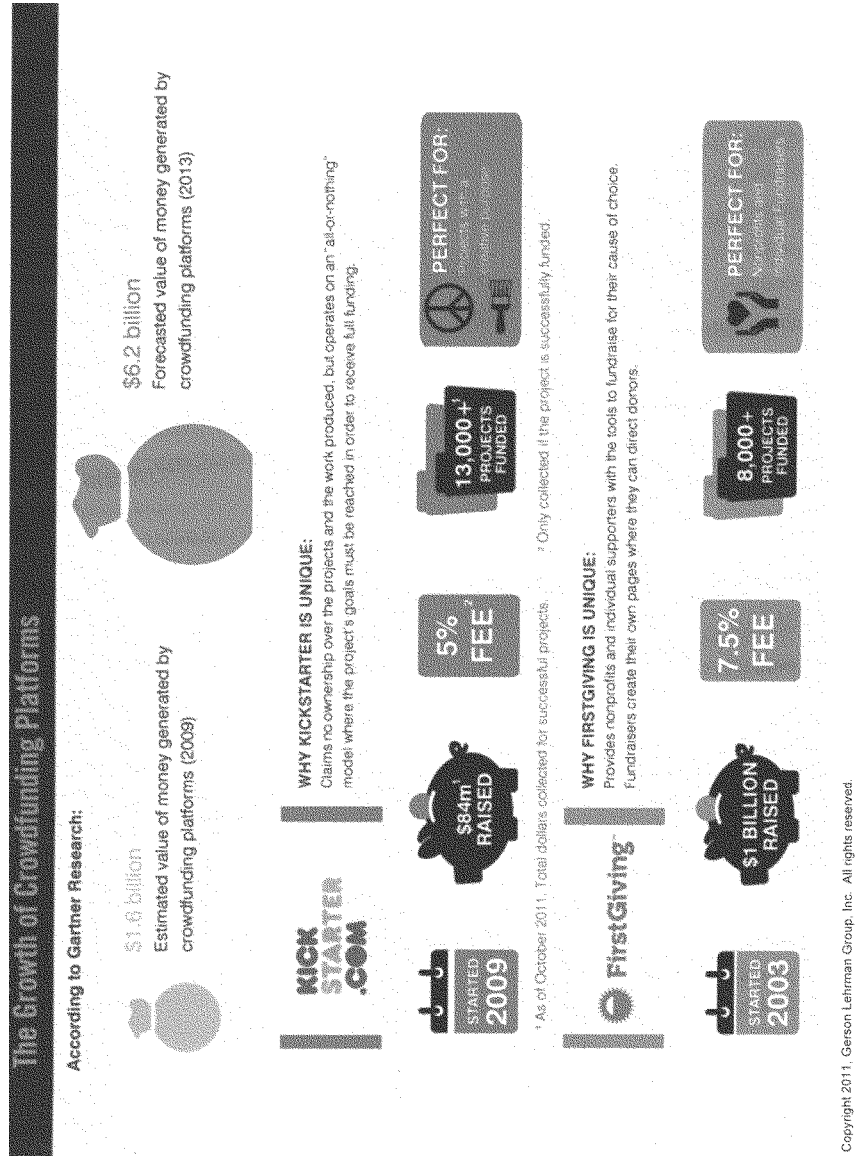 The Growth of Crowdfunding Platforms
According to Gartner Research:
$1.6 billion
Estimated value of money generated by
crowdfunding platforms (2009)
$6.2 billion
Forecasted value of money generated by
crowdfunding platforms (2013)
KICK
STARTER
.COM
WHY KICKSTARTER IS UNIQUE:
Claims no ownership over the projects and the work produced, but operates on an "all-or-nothing"
model where the project's goals must be reached in order to receive full funding.
STARTED
2009
$84m¹
RAISED
5%
FEE²
13,000+¹
PROJECTS
FUNDED
PERFECT FOR:
Projects with a
creative
¹ As of October 2011. Total dollars collected for successful projects. ² Only collected if the project is successfully funded.
FirstGiving™
WHY FIRSTGIVING IS UNIQUE:
Provides nonprofits and individual supporters with the tools to fundraise for their cause of choice.
Fundraisers create their own pages where they can direct donors.
STARTED
2003
$1 BILLION
RAISED
7.5%
FEE
8,000+
PROJECTS
FUNDED
PERFECT FOR:
Copyright 2011, Gerson Lehrman Group, Inc. All rights reserved.